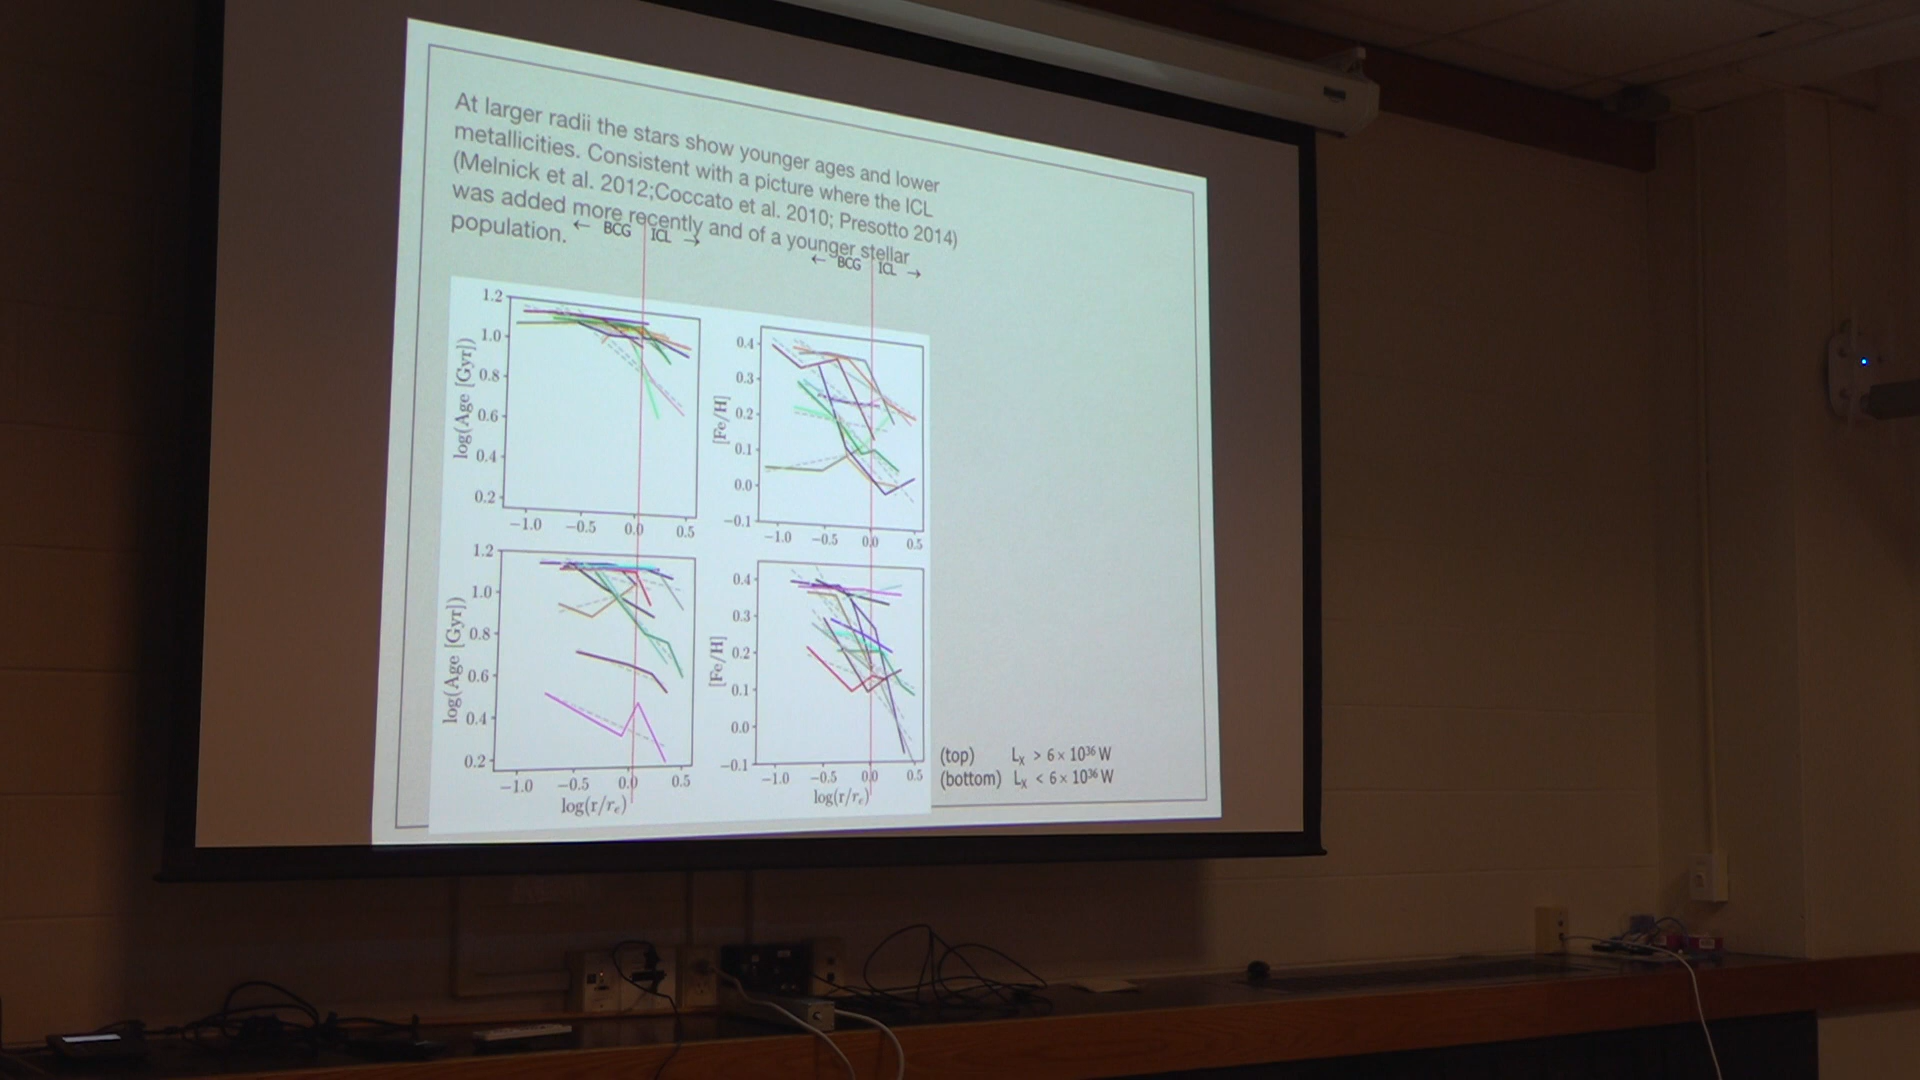 At larger radii the stars show younger ages and lower
metallicities. Consistent with a picture where the ICL
(Melnick et al. 2012;Coccato et al. 2010; Presotto 2014)
was added more recently and of a younger stellar
population.
← BCG ICL →
← BCG ICL →
log(Age [Gyr])
1.2
1.0
0.8
0.6
0.4
0.2
−1.0 −0.5 0.0 0.5
[Fe/H]
0.4
0.3
0.2
0.1
0.0
−0.1
−1.0 −0.5 0.0 0.5
log(Age [Gyr])
1.2
1.0
0.8
0.6
0.4
0.2
−1.0 −0.5 0.0 0.5
log(r/rₑ)
[Fe/H]
0.4
0.3
0.2
0.1
0.0
−0.1
−1.0 −0.5 0.0 0.5
log(r/rₑ)
(top) Lₓ > 6 × 10³⁶ W
(bottom) Lₓ < 6 × 10³⁶ W